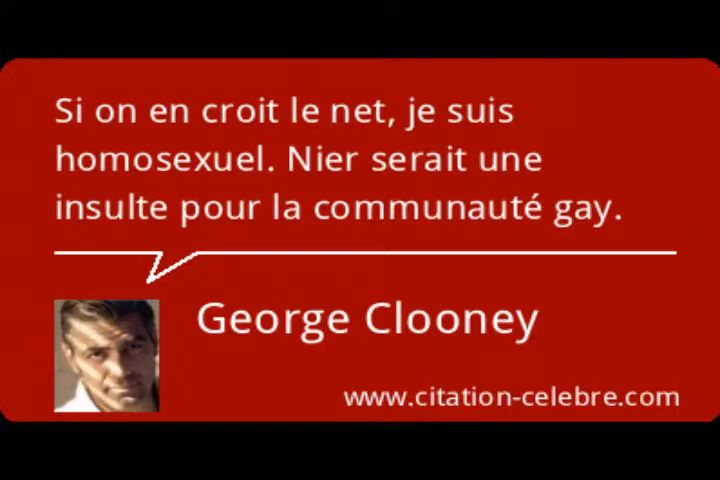 Si on en croit le net, je suis
homosexuel. Nier serait une
insulte pour la communauté gay.
George Clooney
www.citation-celebre.com